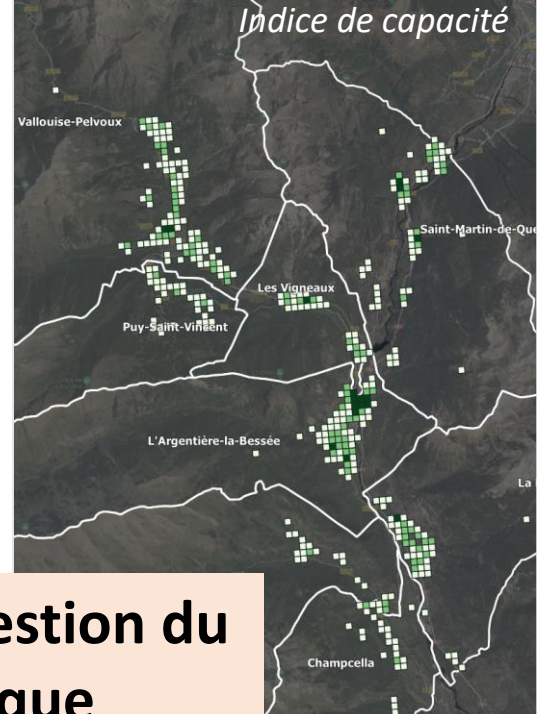 Indice de capacité
Vallouise-Pelvoux
Saint-Martin-de-Que
Les Vigneaux
Puy-Saint-Vincent
L'Argentière-la-Bessée
La
Champcella
estion du
que